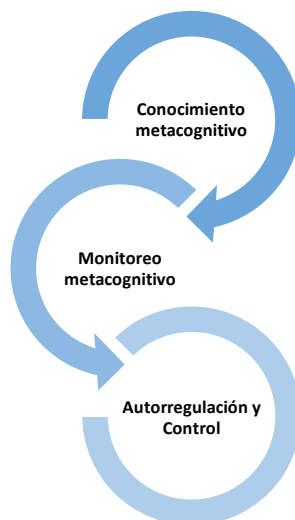 Conocimiento
metacognitivo
Monitoreo
metacognitivo
Autorregulación y
Control